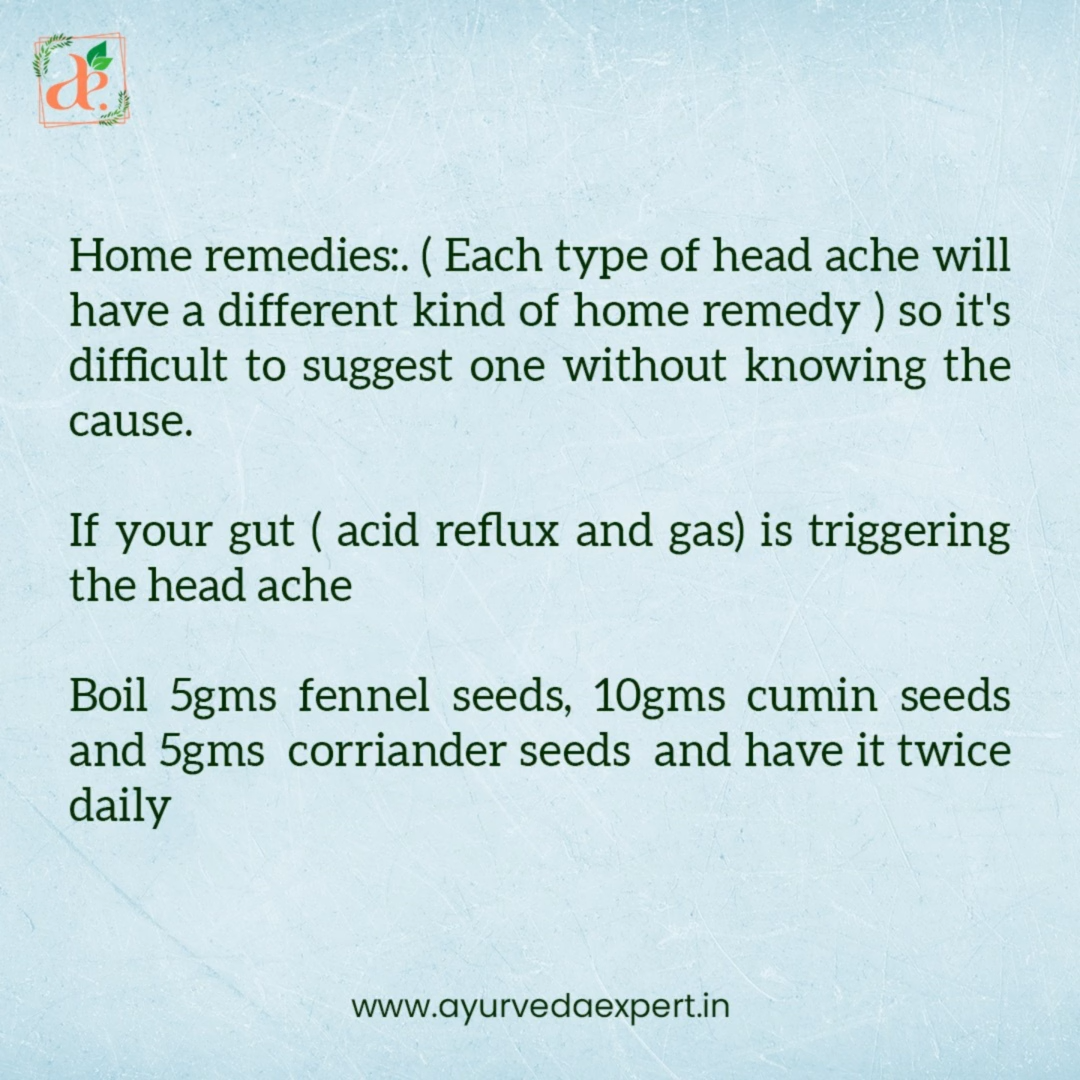 æ.
Home remedies:. ( Each type of head ache will
have a different kind of home remedy ) so it's
difficult to suggest one without knowing the
cause.
If your gut ( acid reflux and gas) is triggering
the head ache
Boil 5gms fennel seeds, 10gms cumin seeds
and 5gms corriander seeds and have it twice
daily
www.ayurvedaexpert.in